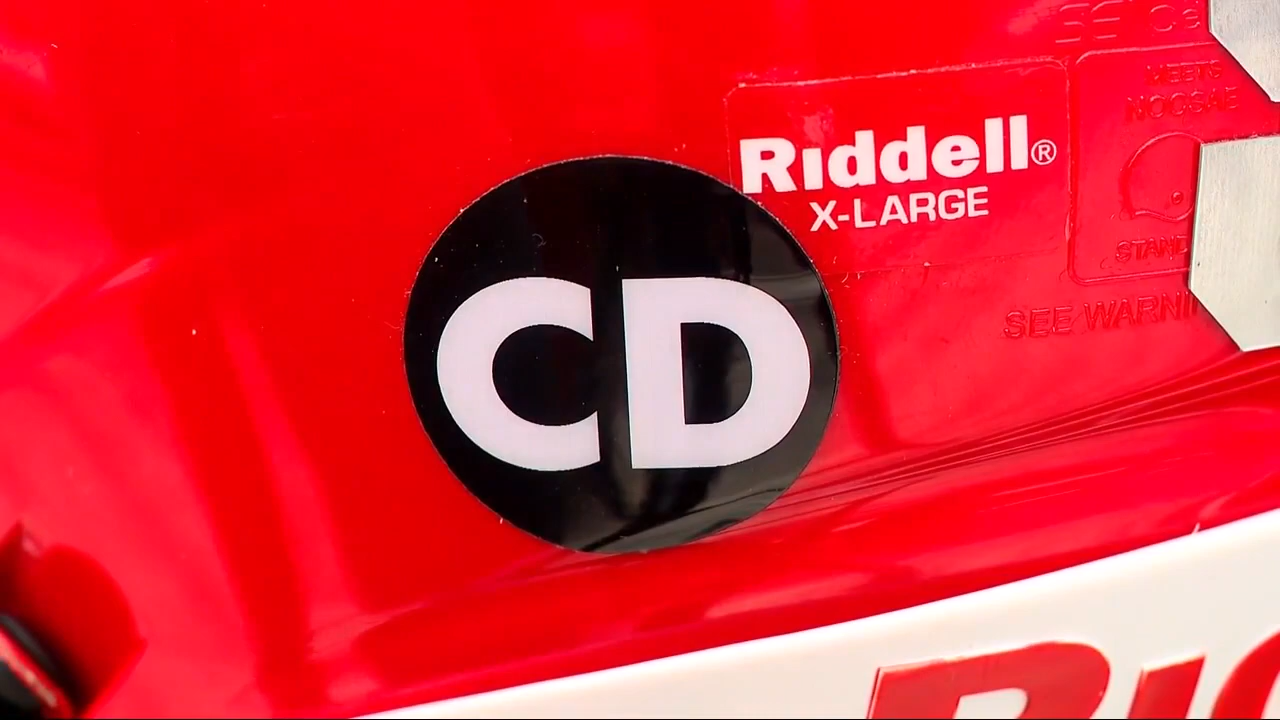 Riddell®
X-LARGE
MEETS
NOCSAE
STAND
SEE WARNI
CD